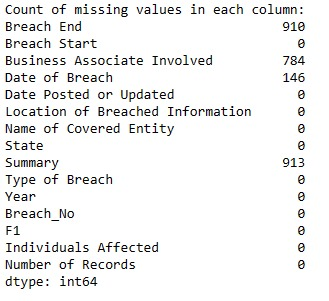 Count of missing values in each column:
Breach End 910
Breach Start 0
Business Associate Involved 784
Date of Breach 146
Date Posted or Updated 0
Location of Breached Information 0
Name of Covered Entity 0
State 0
Summary 913
Type of Breach 0
Year 0
Breach_No 0
F1 0
Individuals Affected 0
Number of Records 0
dtype: int64